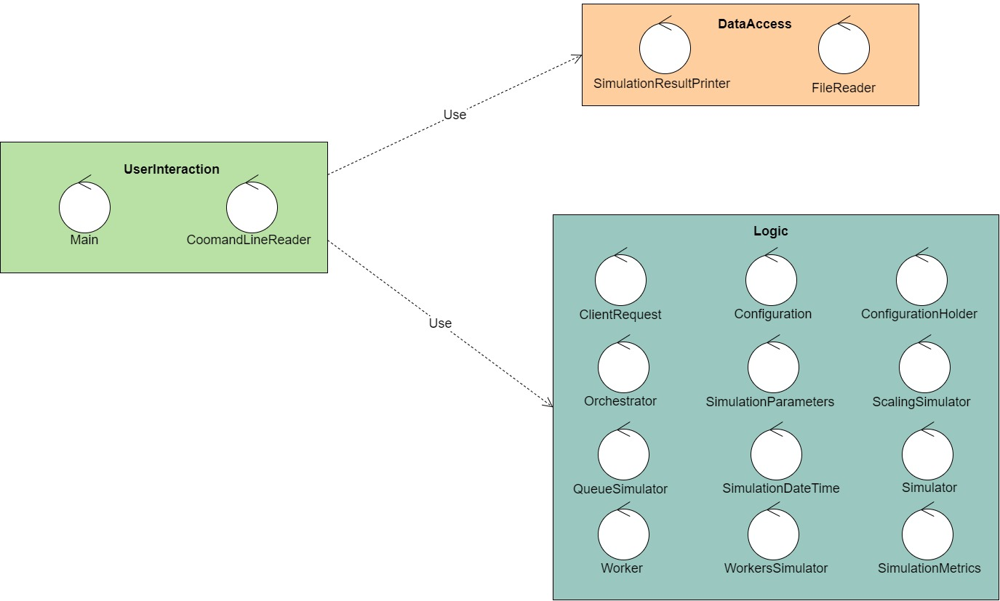 DataAccess
SimulationResultPrinter
FileReader
Use
UserInteraction
Main
CoomandLineReader
Use
Logic
ClientRequest
Configuration
ConfigurationHolder
Orchestrator
SimulationParameters
ScalingSimulator
QueueSimulator
SimulationDateTime
Simulator
Worker
WorkersSimulator
SimulationMetrics